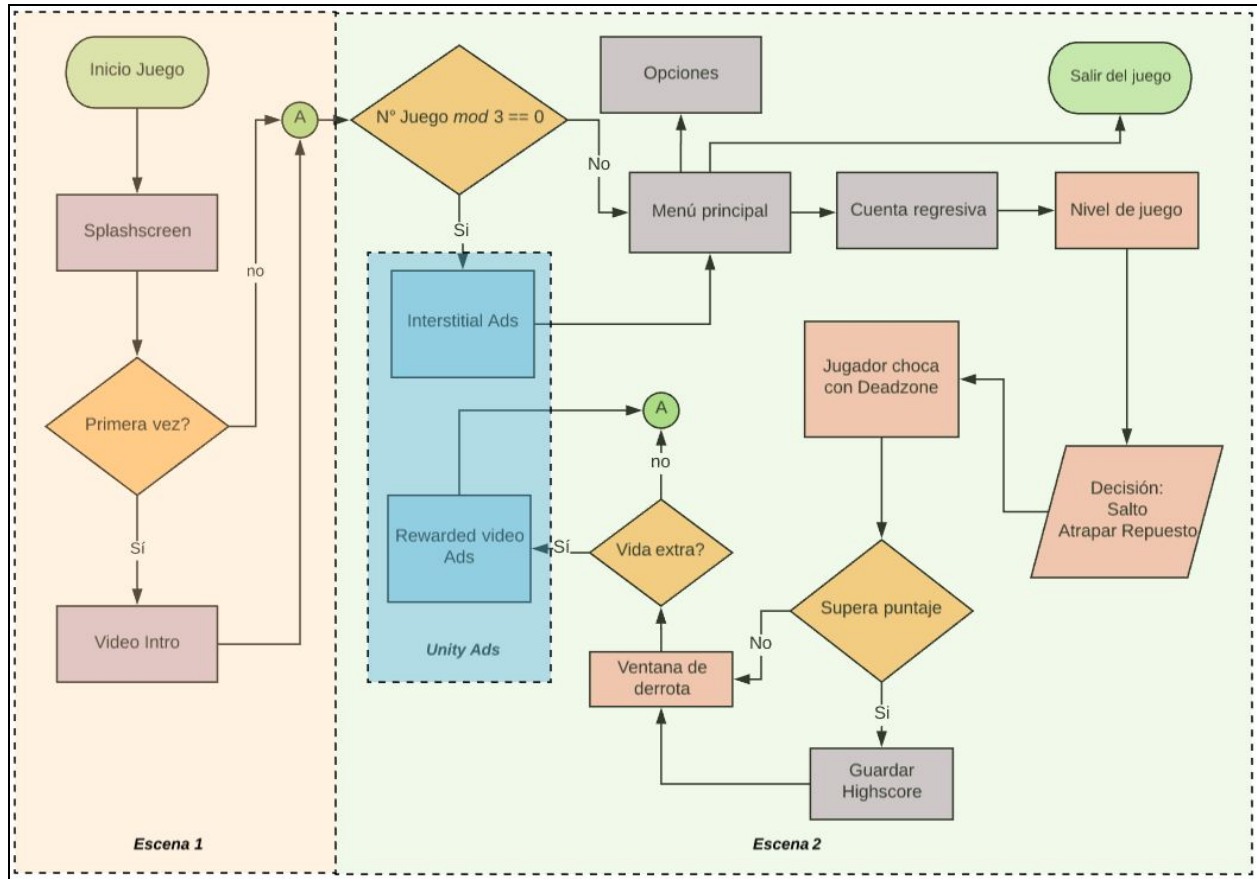 Inicio Juego
A
Splashscreen
no
Primera vez?
Sí
Video Intro
Escena 1
N° Juego mod 3 == 0
No
Si
Opciones
Salir del juego
Menú principal
Cuenta regresiva
Nivel de juego
Interstitial Ads
Jugador choca
con Deadzone
A
no
Decisión:
Salto
Atrapar Repuesto
Rewarded video
Ads
Sí
Vida extra?
Supera puntaje
No
Si
Unity Ads
Ventana de
derrota
Guardar
Highscore
Escena 2